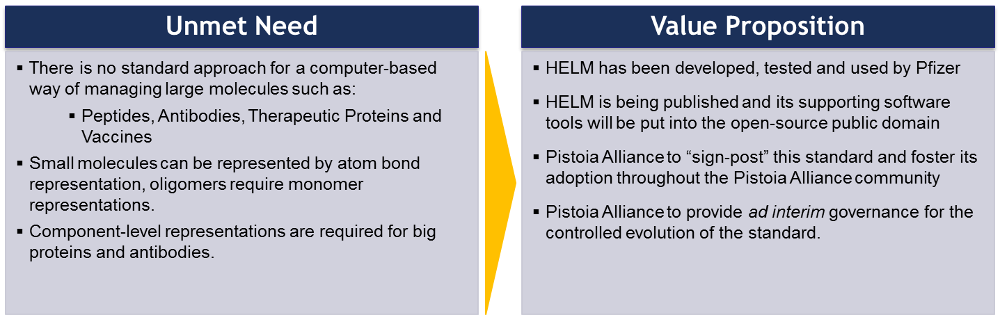 Unmet Need
▪ There is no standard approach for a computer-based
way of managing large molecules such as:
▪ Peptides, Antibodies, Therapeutic Proteins and
Vaccines
▪ Small molecules can be represented by atom bond
representation, oligomers require monomer
representations.
▪ Component-level representations are required for big
proteins and antibodies.
Value Proposition
▪ HELM has been developed, tested and used by Pfizer
▪ HELM is being published and its supporting software
tools will be put into the open-source public domain
▪ Pistoia Alliance to “sign-post” this standard and foster its
adoption throughout the Pistoia Alliance community
▪ Pistoia Alliance to provide ad interim governance for the
controlled evolution of the standard.